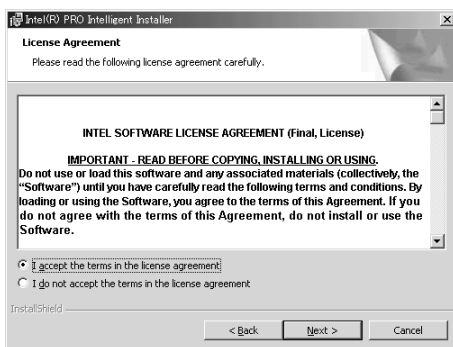 Intel(R) PRO Intelligent Installer
License Agreement
Please read the following license agreement carefully.
INTEL SOFTWARE LICENSE AGREEMENT (Final, License)
IMPORTANT - READ BEFORE COPYING, INSTALLING OR USING.
Do not use or load this software and any associated materials (collectively, the
“Software”) until you have carefully read the following terms and conditions. By
loading or using the Software, you agree to the terms of this Agreement. If you
do not agree with the terms of this Agreement, do not install or use the
Software.
I accept the terms in the license agreement
I do not accept the terms in the license agreement
InstallShield
< Back
Next >
Cancel